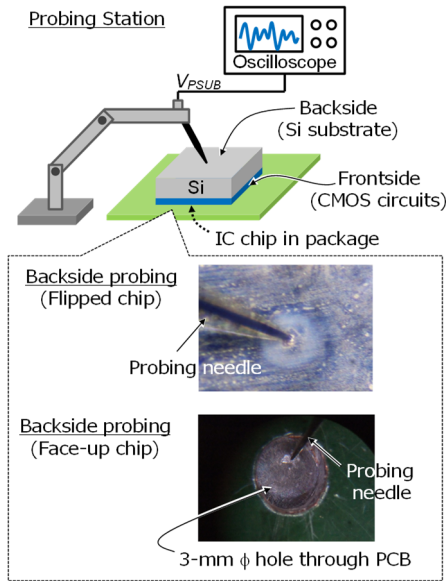 Probing Station
Oscilloscope
V_PSUB
Backside
(Si substrate)
Si
Frontside
(CMOS circuits)
IC chip in package
Backside probing
(Flipped chip)
Probing needle
Backside probing
(Face-up chip)
Probing
needle
3-mm ϕ hole through PCB